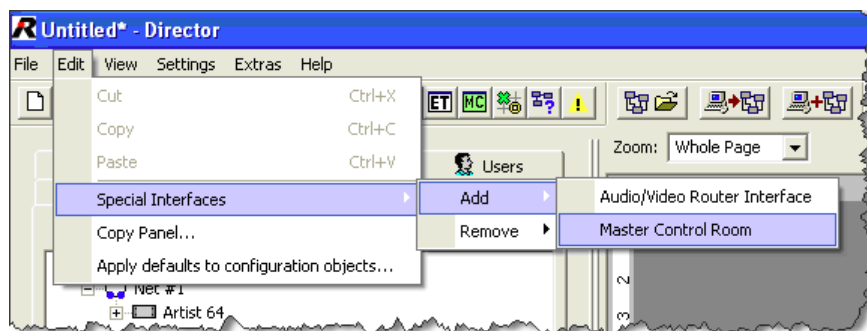 R Untitled* - Director
File Edit View Settings Extras Help
Cut Ctrl+X
ET MC ? !
Copy Ctrl+C
Paste Ctrl+V
Users
Zoom: Whole Page
Special Interfaces
Add
Audio/Video Router Interface
Copy Panel...
Remove
Master Control Room
Apply defaults to configuration objects...
Net #1
Artist 64
2
3